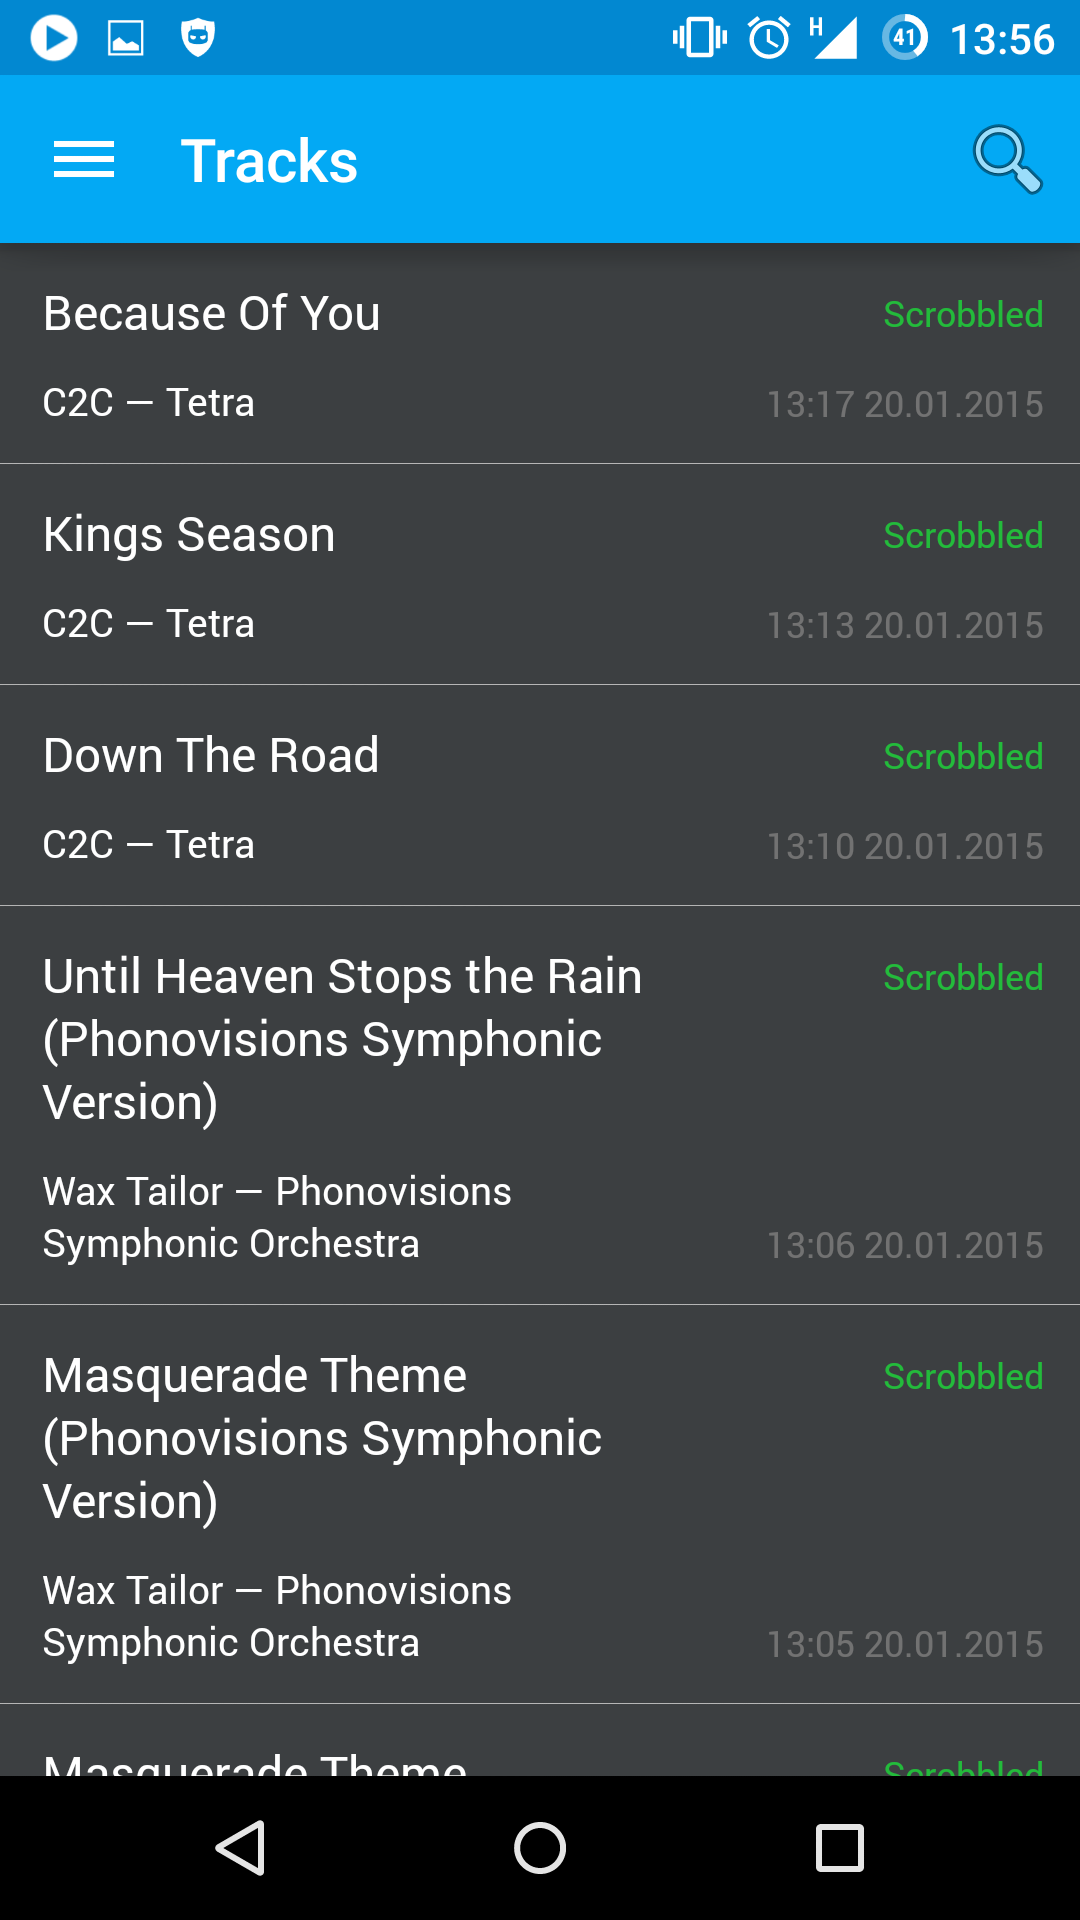 H 41 13:56
Tracks
Because Of You Scrobbled
C2C — Tetra 13:17 20.01.2015
Kings Season Scrobbled
C2C — Tetra 13:13 20.01.2015
Down The Road Scrobbled
C2C — Tetra 13:10 20.01.2015
Until Heaven Stops the Rain Scrobbled
(Phonovisions Symphonic
Version)
Wax Tailor — Phonovisions
Symphonic Orchestra 13:06 20.01.2015
Masquerade Theme Scrobbled
(Phonovisions Symphonic
Version)
Wax Tailor — Phonovisions
Symphonic Orchestra 13:05 20.01.2015
Masquerade Theme Scrobbled